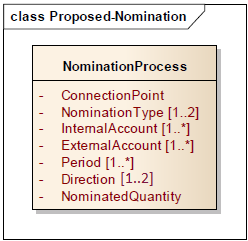 class Proposed-Nomination
NominationProcess
- ConnectionPoint
- NominationType [1..2]
- InternalAccount [1..*]
- ExternalAccount [1..*]
- Period [1..*]
- Direction [1..2]
- NominatedQuantity